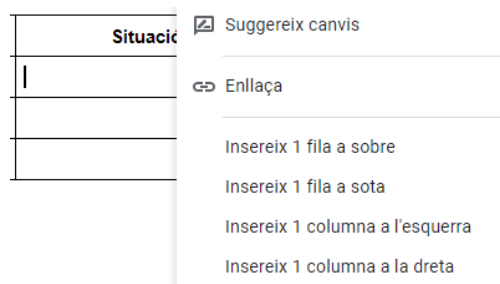 Situació
Suggereix canvis
Enllaça
Insereix 1 fila a sobre
Insereix 1 fila a sota
Insereix 1 columna a l'esquerra
Insereix 1 columna a la dreta